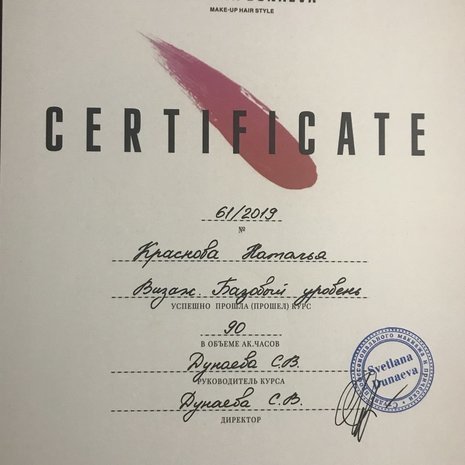 MAKE-UP HAIR STYLE
CERTIFICATE
61/2019
№
Краснова Наталья
Визаж. Базовый уровень
УСПЕШНО ПРОШЛА (ПРОШЕЛ) КУРС
90
В ОБЪЕМЕ АК.ЧАСОВ
Дунаева С.В.
РУКОВОДИТЕЛЬ КУРСА
Дунаева С.В.
ДИРЕКТОР
Svetlana
Dunaeva